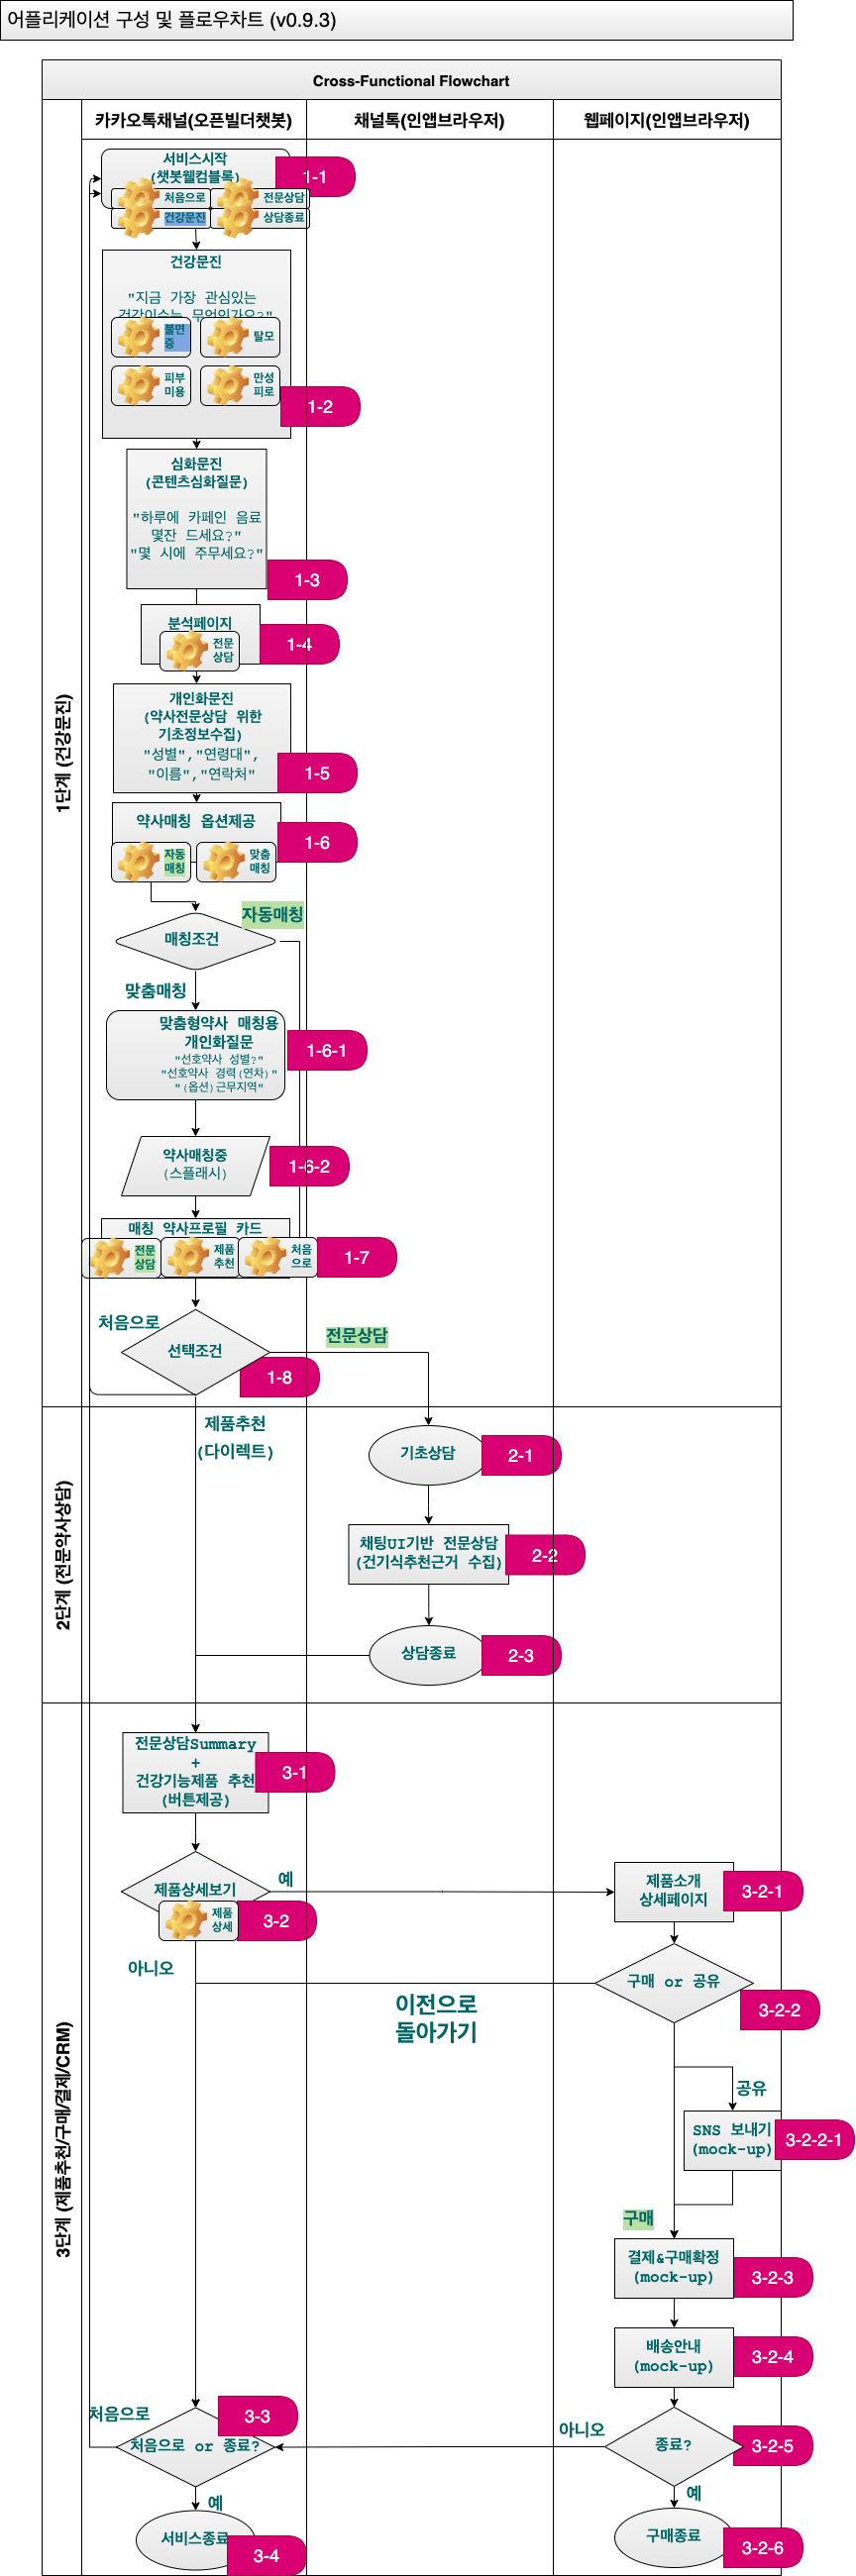 어플리케이션 구성 및 플로우차트 (v0.9.3)
Cross-Functional Flowchart
카카오톡채널(오픈빌더챗봇)
채널톡(인앱브라우저)
웹페이지(인앱브라우저)
1단계 (건강문진)
서비스시작
(챗봇웰컴블록)
1-1
처음으로
전문상담
건강문진
상담종료
건강문진
"지금 가장 관심있는
건강이슈는 무엇인가요?"
불면
증
탈모
피부
미용
만성
피로
1-2
심화문진
(콘텐츠심화질문)
"하루에 카페인 음료
몇잔 드세요?"
"몇 시에 주무세요?"
1-3
분석페이지
전문
상담
1-4
개인화문진
(약사전문상담 위한
기초정보수집)
"성별","연령대",
"이름","연락처"
1-5
약사매칭 옵션제공
자동
매칭
맞춤
매칭
1-6
자동매칭
매칭조건
맞춤매칭
맞춤형약사 매칭용
개인화질문
"선호약사 성별?"
"선호약사 경력(연차)"
"(옵션)근무지역"
1-6-1
약사매칭중
(스플래시)
1-6-2
매칭 약사프로필 카드
전문
상담
제품
추천
처음
으로
1-7
처음으로
선택조건
전문상담
1-8
2단계 (전문약사상담)
제품추천
(다이렉트)
기초상담
2-1
채팅UI기반 전문상담
(건기식추천근거 수집)
2-2
상담종료
2-3
3단계 (제품추천/구매/결제/CRM)
전문상담Summary
+
건강기능제품 추천
(버튼제공)
3-1
제품상세보기
예
제품
상세
3-2
아니오
제품소개
상세페이지
3-2-1
구매 or 공유
3-2-2
이전으로
돌아가기
공유
SNS 보내기
(mock-up)
3-2-2-1
구매
결제&구매확정
(mock-up)
3-2-3
배송안내
(mock-up)
3-2-4
처음으로
3-3
처음으로 or 종료?
아니오
종료?
3-2-5
예
예
서비스종료
3-4
구매종료
3-2-6